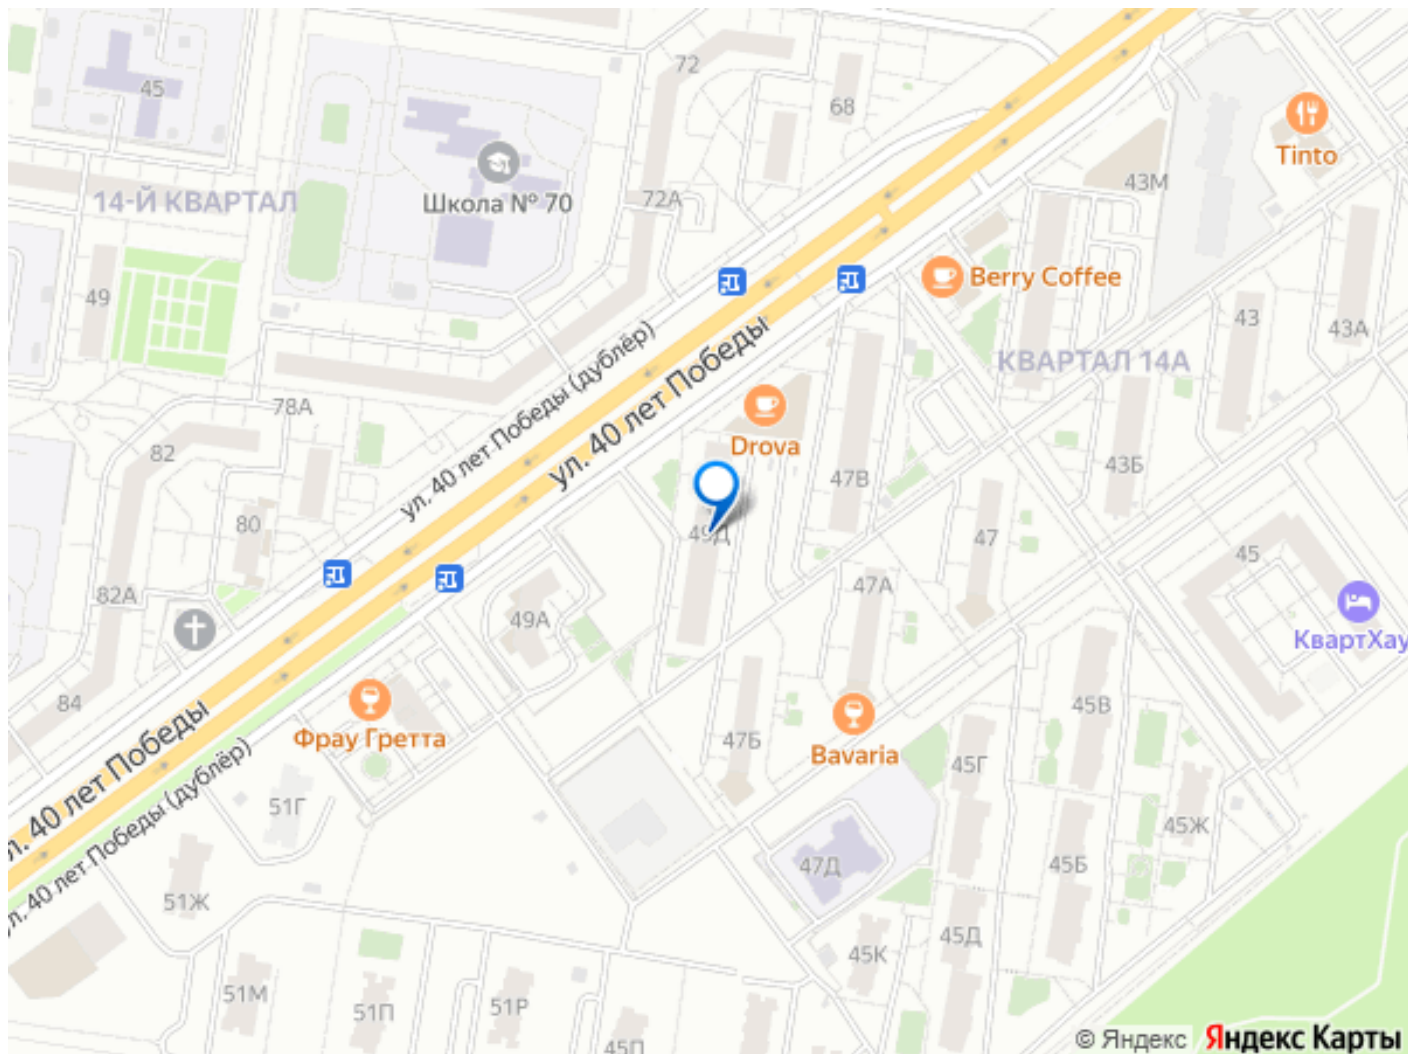 72
45
68
Tinto
43М
14-Й КВАРТАЛ
Школа № 70
72А
Berry Coffee
49
43
43А
КВАРТАЛ 14А
ул. 40 лет Победы (дублёр)
ул. 40 лет Победы
78А
Drova
82
43Б
47В
80
49Д
47
45
47А
82А
49А
КвартХау
84
45В
Фрау Гретта
47Б
Bavaria
45Г
л. 40 лет Победы
ул. 40 лет Победы (дублёр)
51Г
45Ж
47Д
45Б
51Ж
45Д
45К
51М
51Р
51П
45П
© Яндекс Яндекс Карты